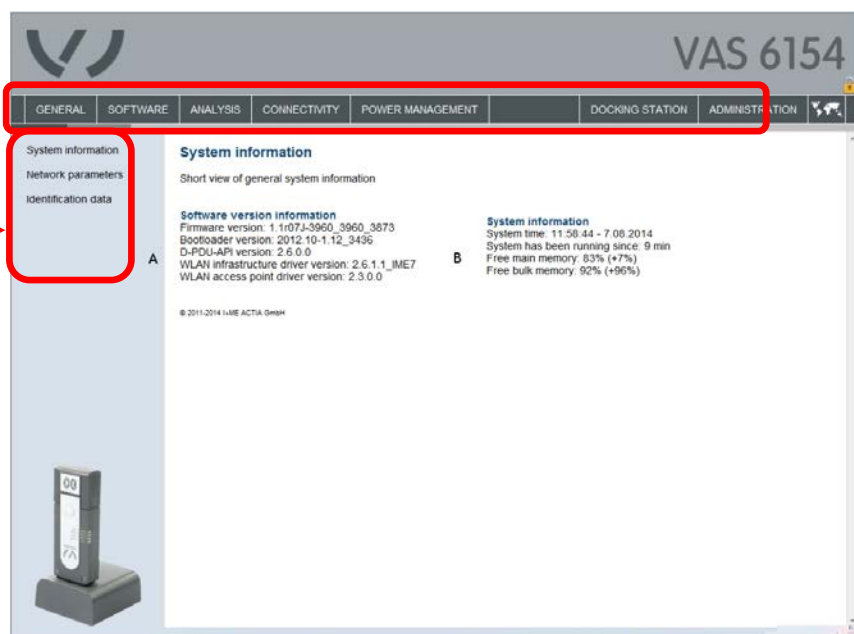 VAS 6154
GENERAL SOFTWARE ANALYSIS CONNECTIVITY POWER MANAGEMENT DOCKING STATION ADMINISTRATION
System information
Network parameters
Identification data
System information
Short view of general system information
A
Software version information
Firmware version: 1.1r07J-3960_3960_3873
Bootloader version: 2012.10-1.12_3436
D-PDU-API version: 2.6.0.0
WLAN infrastructure driver version: 2.6.1.1_IME7
WLAN access point driver version: 2.3.0.0
B
System information
System time: 11:58:44 - 7.08.2014
System has been running since: 9 min
Free main memory: 83% (+7%)
Free bulk memory: 92% (+96%)
© 2011-2014 I+ME ACTIA GmbH